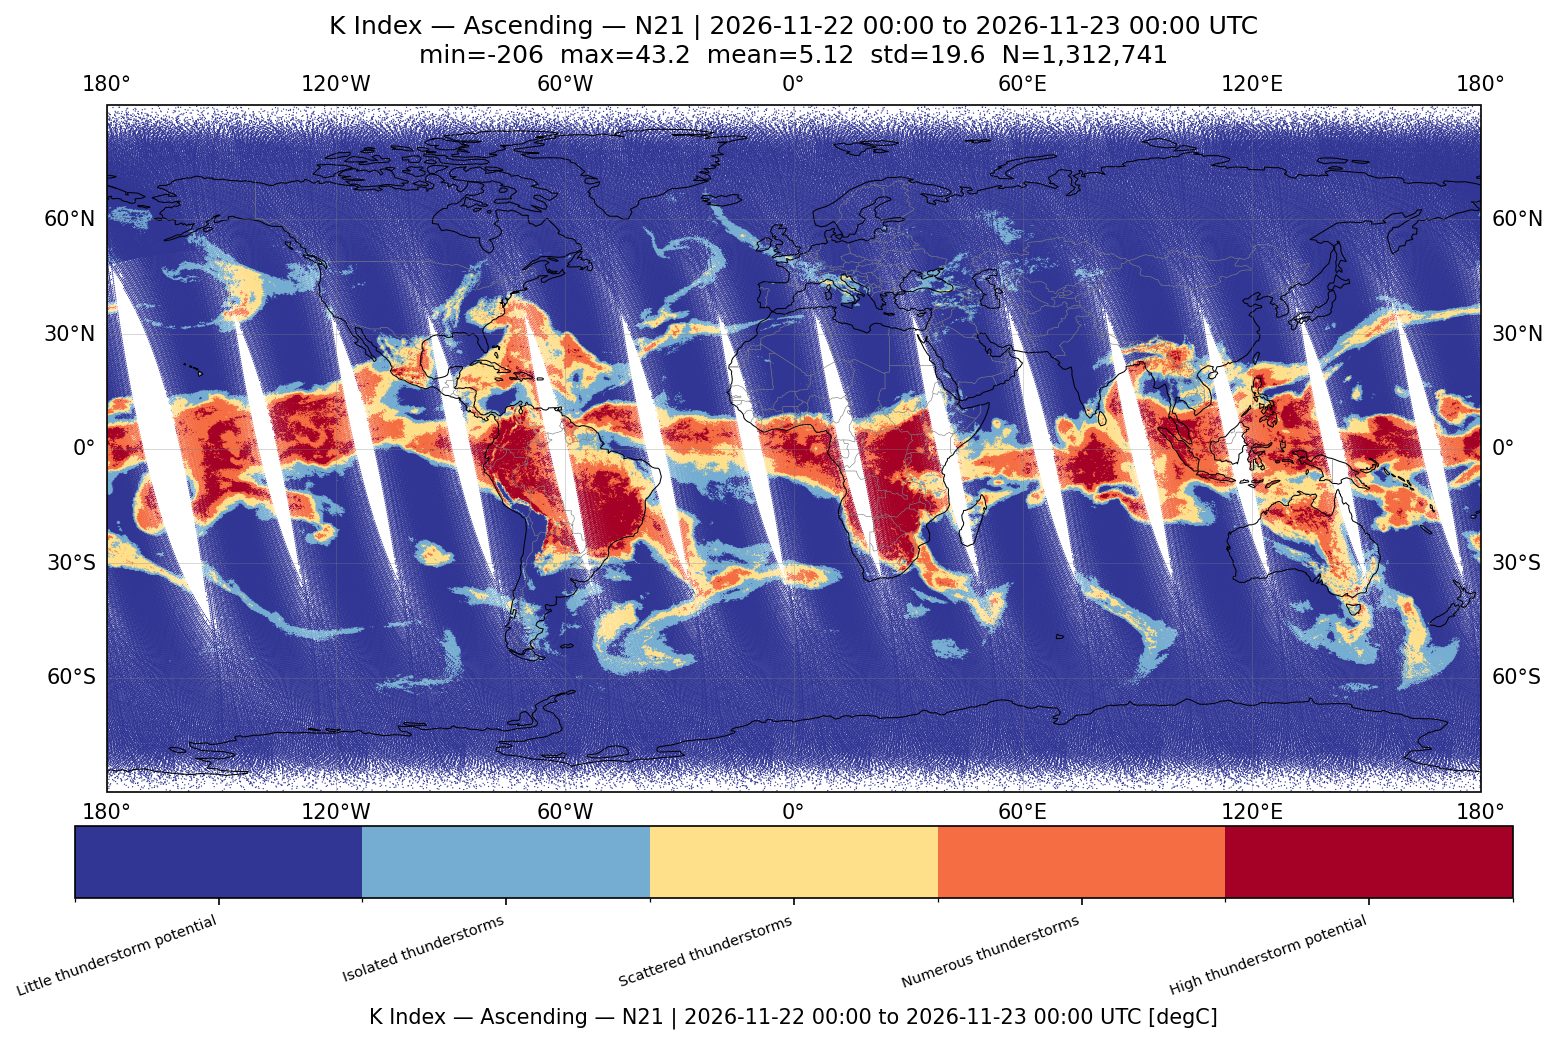 K Index — Ascending — N21 | 2026-11-22 00:00 to 2026-11-23 00:00 UTC
min=-206  max=43.2  mean=5.12  std=19.6  N=1,312,741
180° 120°W 60°W 0° 60°E 120°E 180°
60°N 60°N
30°N 30°N
0° 0°
30°S 30°S
60°S 60°S
180° 120°W 60°W 0° 60°E 120°E 180°
Little thunderstorm potential
Isolated thunderstorms
Scattered thunderstorms
Numerous thunderstorms
High thunderstorm potential
K Index — Ascending — N21 | 2026-11-22 00:00 to 2026-11-23 00:00 UTC [degC]